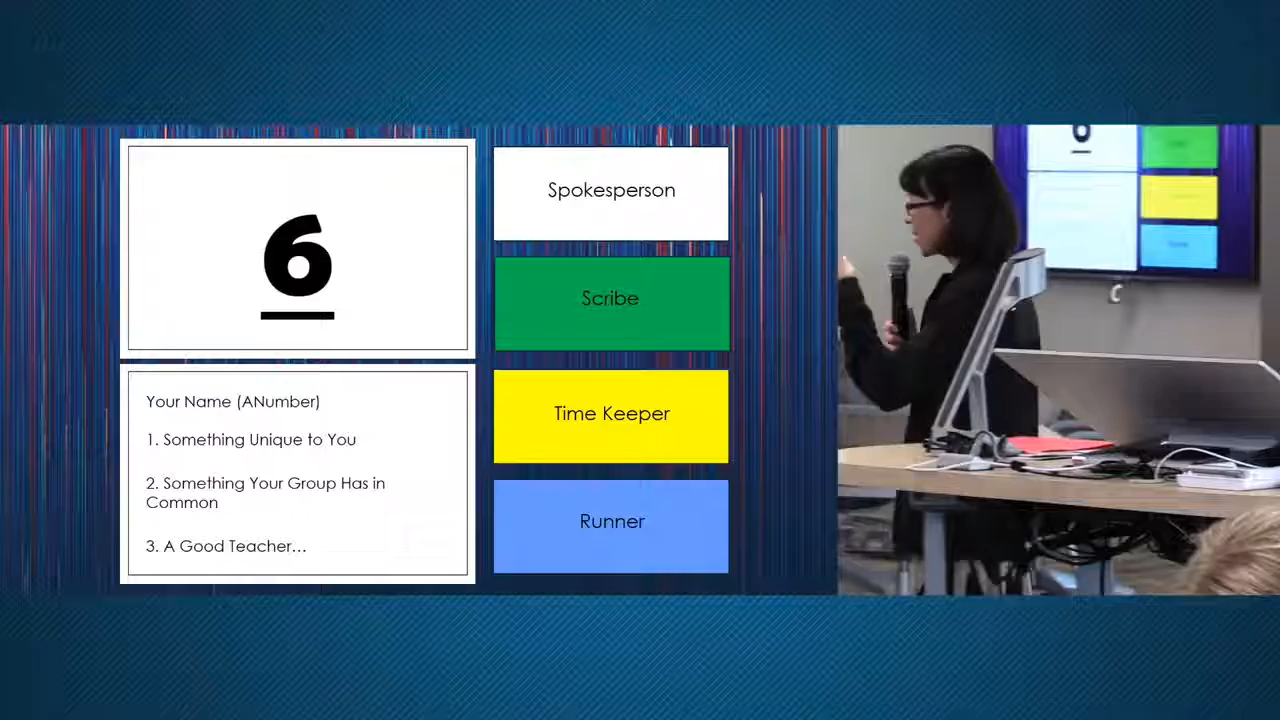 6
Your Name (ANumber)
1. Something Unique to You
2. Something Your Group Has in
Common
3. A Good Teacher...
Spokesperson
Scribe
Time Keeper
Runner
6